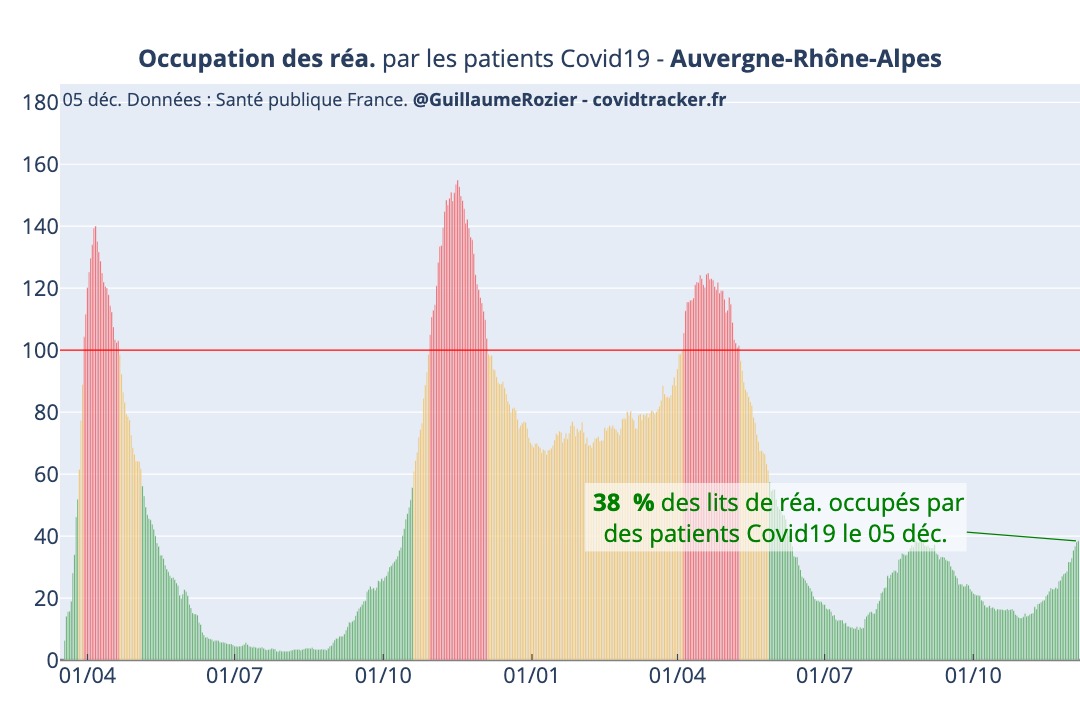 Occupation des réa. par les patients Covid19 - Auvergne-Rhône-Alpes
05 déc. Données : Santé publique France. @GuillaumeRozier - covidtracker.fr
180
160
140
120
100
80
60
40
20
0
38 % des lits de réa. occupés par
des patients Covid19 le 05 déc.
01/04 01/07 01/10 01/01 01/04 01/07 01/10